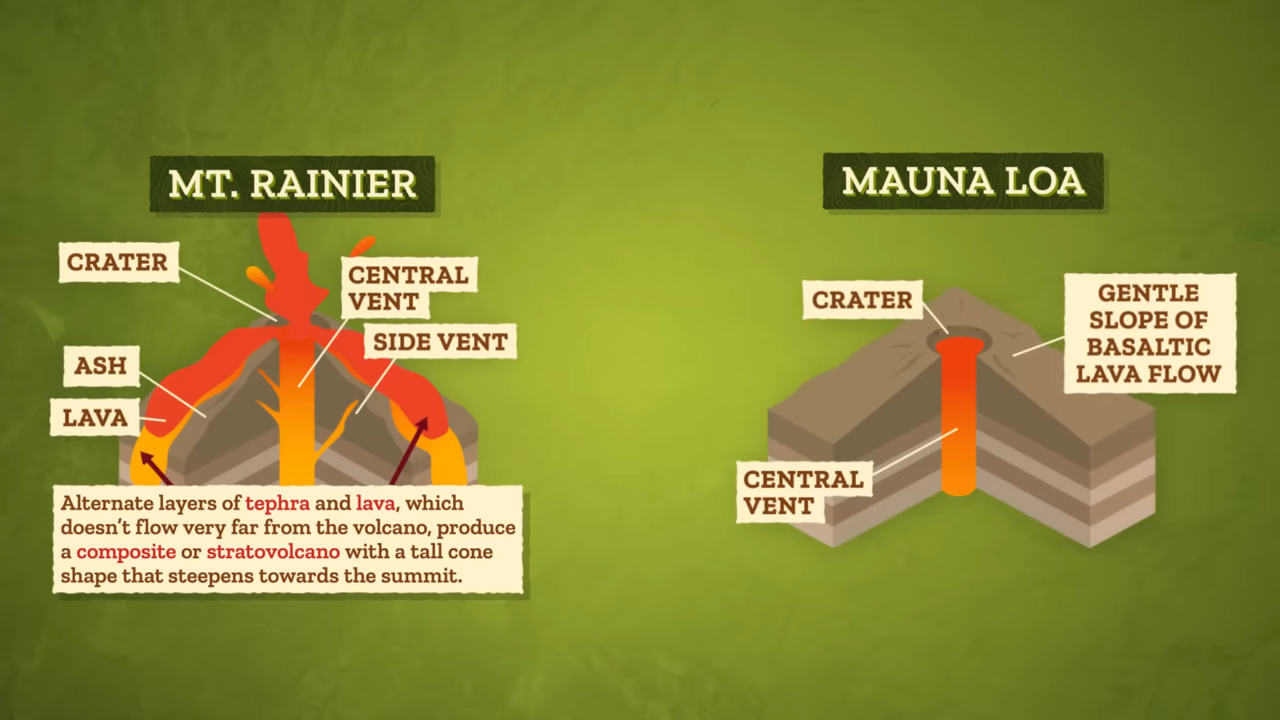 MT. RAINIER
CRATER
CENTRAL
VENT
SIDE VENT
ASH
LAVA
Alternate layers of tephra and lava, which
doesn’t flow very far from the volcano, produce
a composite or stratovolcano with a tall cone
shape that steepens towards the summit.
MAUNA LOA
CRATER
GENTLE
SLOPE OF
BASALTIC
LAVA FLOW
CENTRAL
VENT